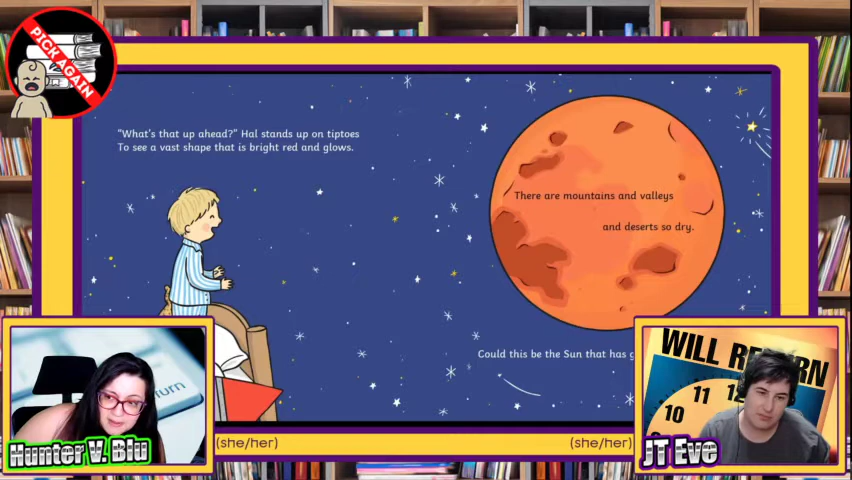 PICK AGAIN
"What's that up ahead?" Hal stands up on tiptoes
To see a vast shape that is bright red and glows.
There are mountains and valleys
and deserts so dry.
Could this be the Sun that has g
urn
WILL RETURN
11 12
10
Hunter V. Blu
(she/her)
(she/her)
JT Eve